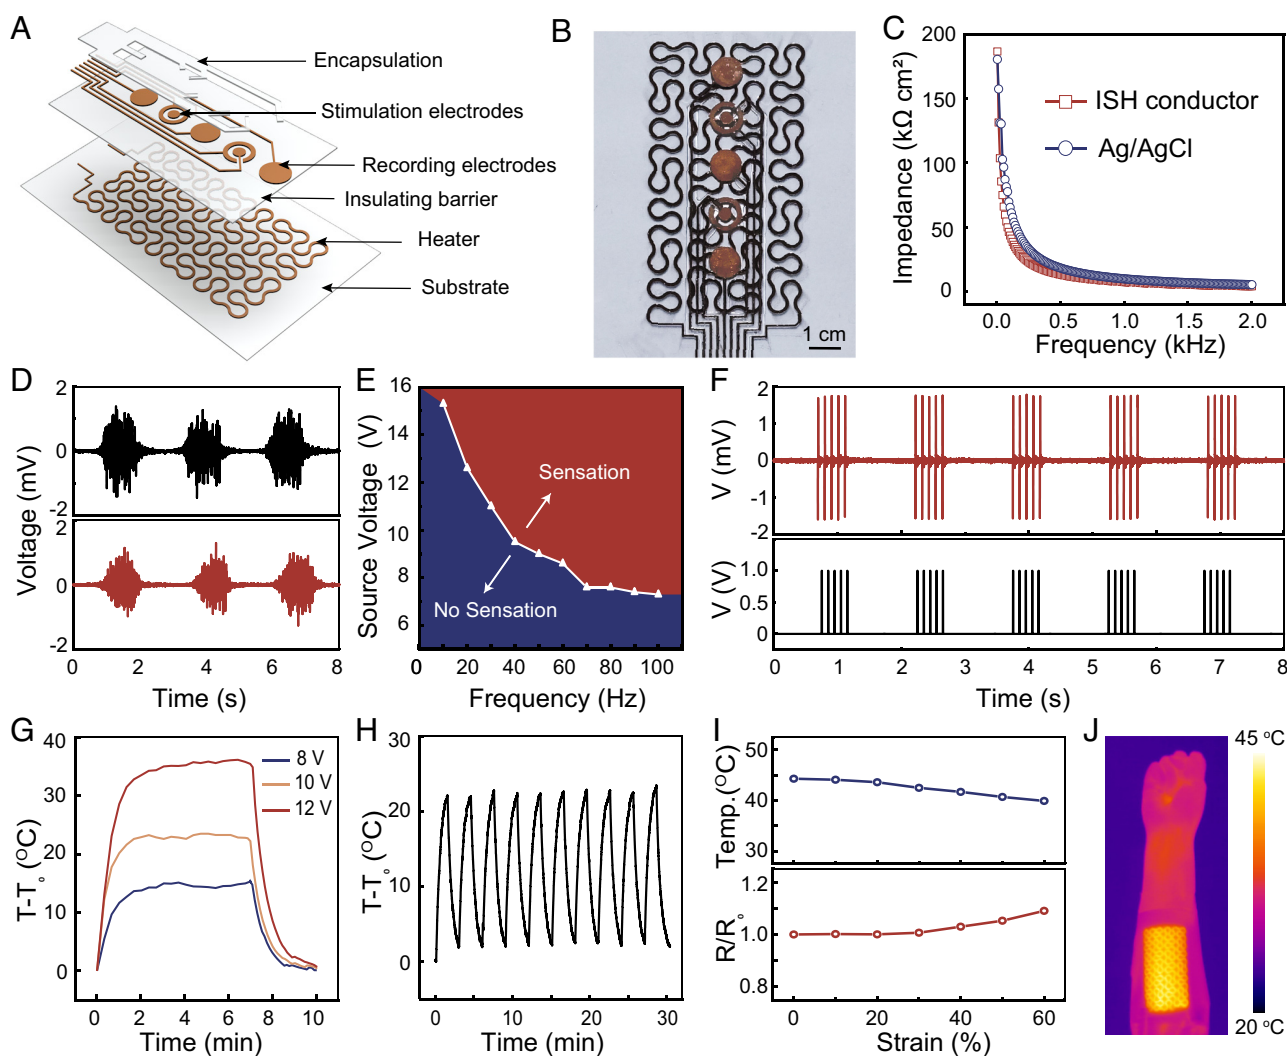 A
Encapsulation
Stimulation electrodes
Recording electrodes
Insulating barrier
Heater
Substrate
B
1 cm
C
Impedance (kΩ cm²)
200
150
100
50
0
ISH conductor
Ag/AgCl
0.0 0.5 1.0 1.5 2.0
Frequency (kHz)
D
Voltage (mV)
2
0
-2
2
0
-2
0 2 4 6 8
Time (s)
E
Source Voltage (V)
16
14
12
10
8
6
Sensation
No Sensation
0 20 40 60 80 100
Frequency (Hz)
F
V (mV)
2
1
0
-1
-2
V (V)
1.0
0.5
0
0 1 2 3 4 5 6 7 8
Time (s)
G
T-T₀ (°C)
40
30
20
10
0
8 V
10 V
12 V
0 2 4 6 8 10
Time (min)
H
T-T₀ (°C)
30
20
10
0
0 10 20 30
Time (min)
I
Temp.(°C)
50
40
30
R/R₀
1.2
1.0
0.8
0 10 20 30 40 50 60
Strain (%)
J
45 °C
20 °C